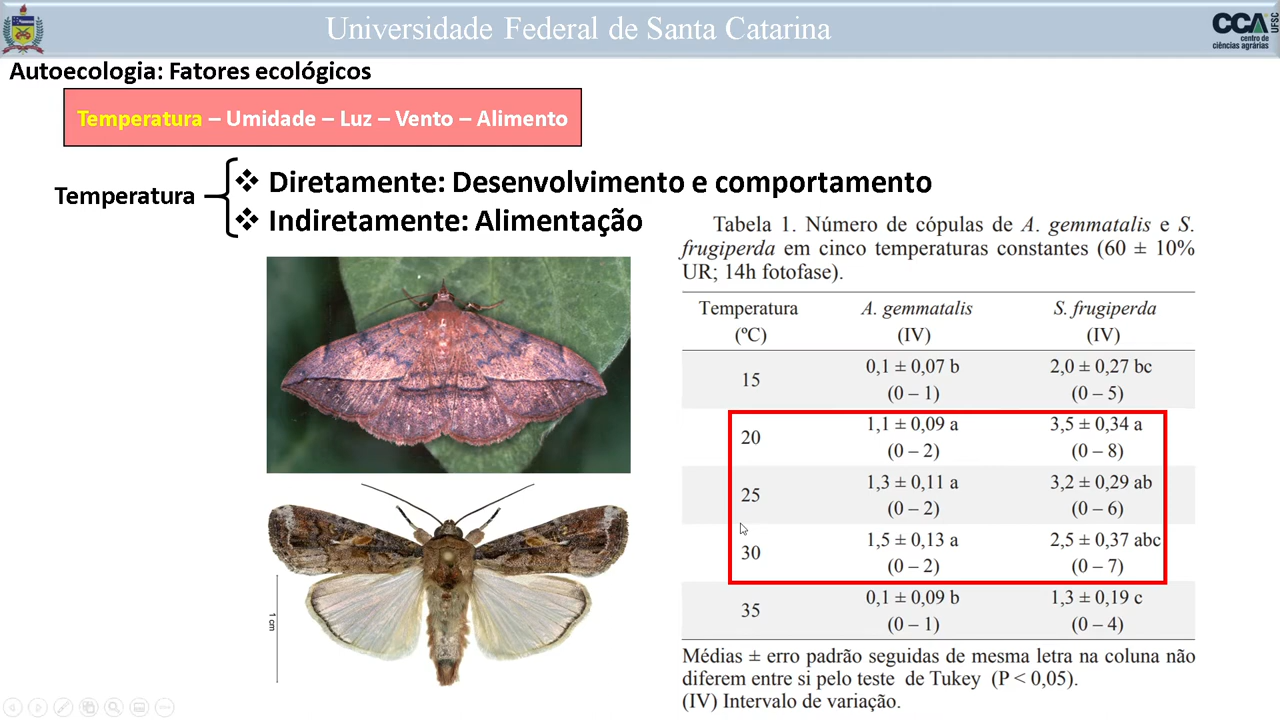 Universidade Federal de Santa Catarina
CCA
centro de
ciências agrárias
UFSC
Autoecologia: Fatores ecológicos
Temperatura – Umidade – Luz – Vento – Alimento
Temperatura
❖ Diretamente: Desenvolvimento e comportamento
❖ Indiretamente: Alimentação
Tabela 1. Número de cópulas de A. gemmatalis e S.
frugiperda em cinco temperaturas constantes (60 ± 10%
UR; 14h fotofase).
Temperatura A. gemmatalis S. frugiperda
(ºC) (IV) (IV)
15 0,1 ± 0,07 b 2,0 ± 0,27 bc
(0 – 1) (0 – 5)
20 1,1 ± 0,09 a 3,5 ± 0,34 a
(0 – 2) (0 – 8)
25 1,3 ± 0,11 a 3,2 ± 0,29 ab
(0 – 2) (0 – 6)
30 1,5 ± 0,13 a 2,5 ± 0,37 abc
(0 – 2) (0 – 7)
35 0,1 ± 0,09 b 1,3 ± 0,19 c
(0 – 1) (0 – 4)
Médias ± erro padrão seguidas de mesma letra na coluna não
diferem entre si pelo teste de Tukey (P < 0,05).
(IV) Intervalo de variação.
1 cm